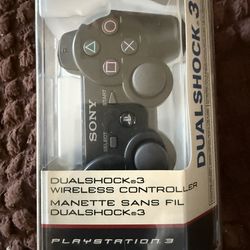 DUALSHOCK®3
SONY
SELECT
START
DUALSHOCK®3
WIRELESS CONTROLLER
MANETTE SANS FIL
DUALSHOCK®3
PLAYSTATION 3